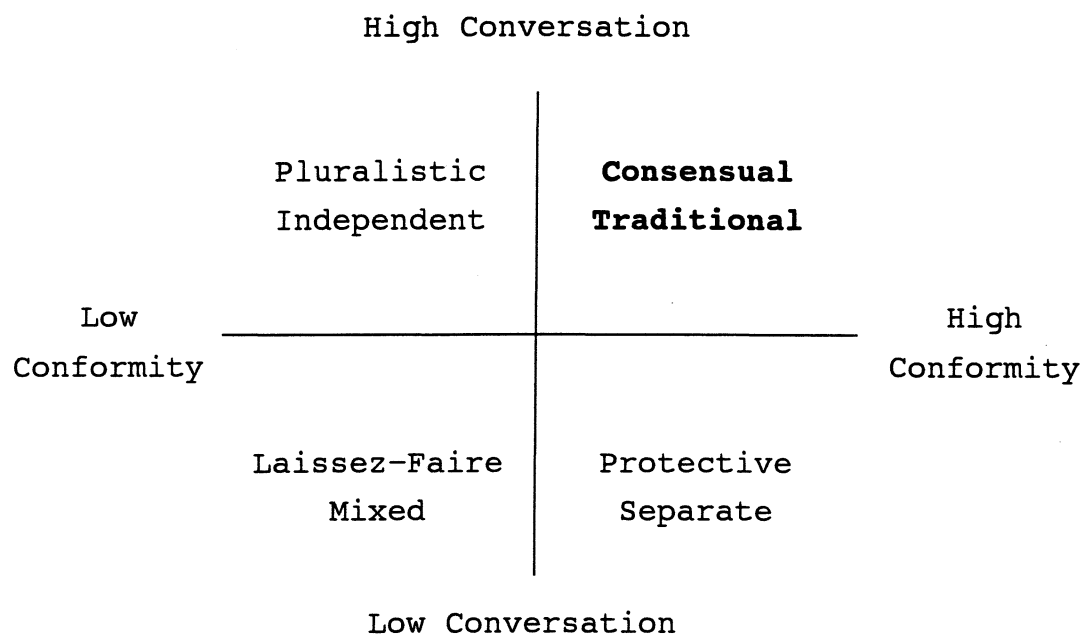 High Conversation
Pluralistic
Independent
Consensual
Traditional
Low
Conformity
High
Conformity
Laissez-Faire
Mixed
Protective
Separate
Low Conversation